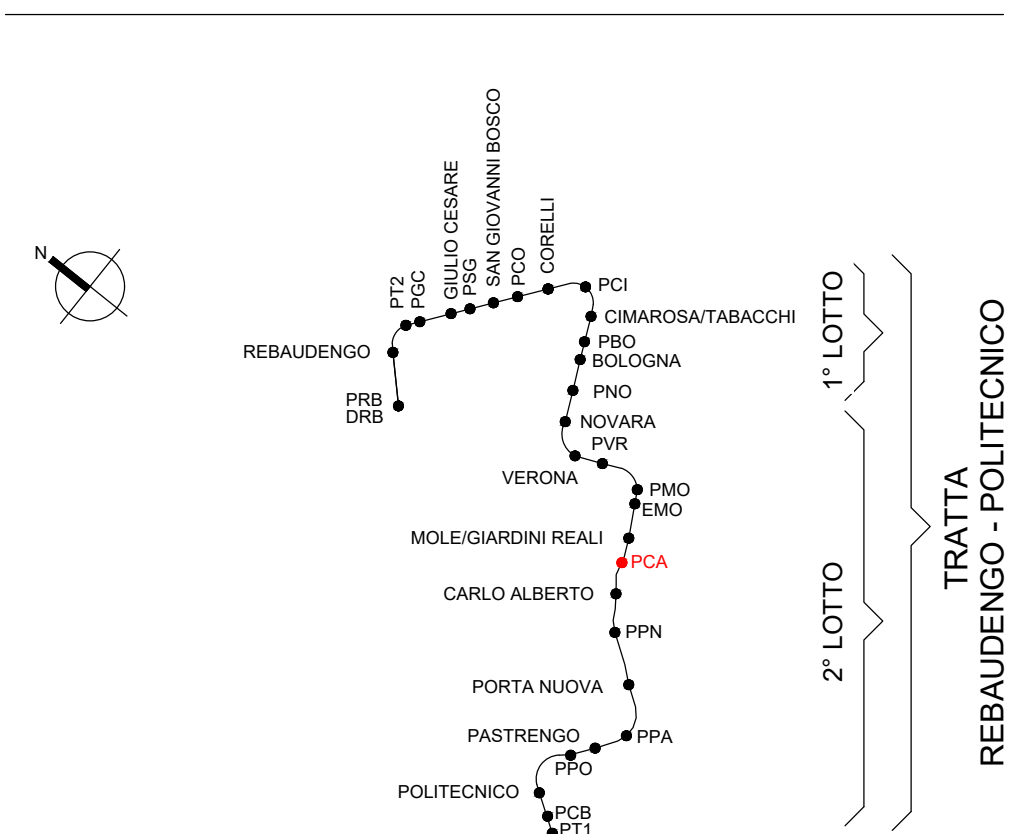 N
PT2
PGC
GIULIO CESARE
PSG
SAN GIOVANNI BOSCO
PCO
CORELLI
PCI
CIMAROSA/TABACCHI
REBAUDENGO
PBO
BOLOGNA
PRB
DRB
PNO
NOVARA
PVR
VERONA
PMO
EMO
MOLE/GIARDINI REALI
PCA
CARLO ALBERTO
PPN
PORTA NUOVA
PASTRENGO
PPA
PPO
POLITECNICO
PCB
PT1
1° LOTTO
2° LOTTO
TRATTA
REBAUDENGO - POLITECNICO